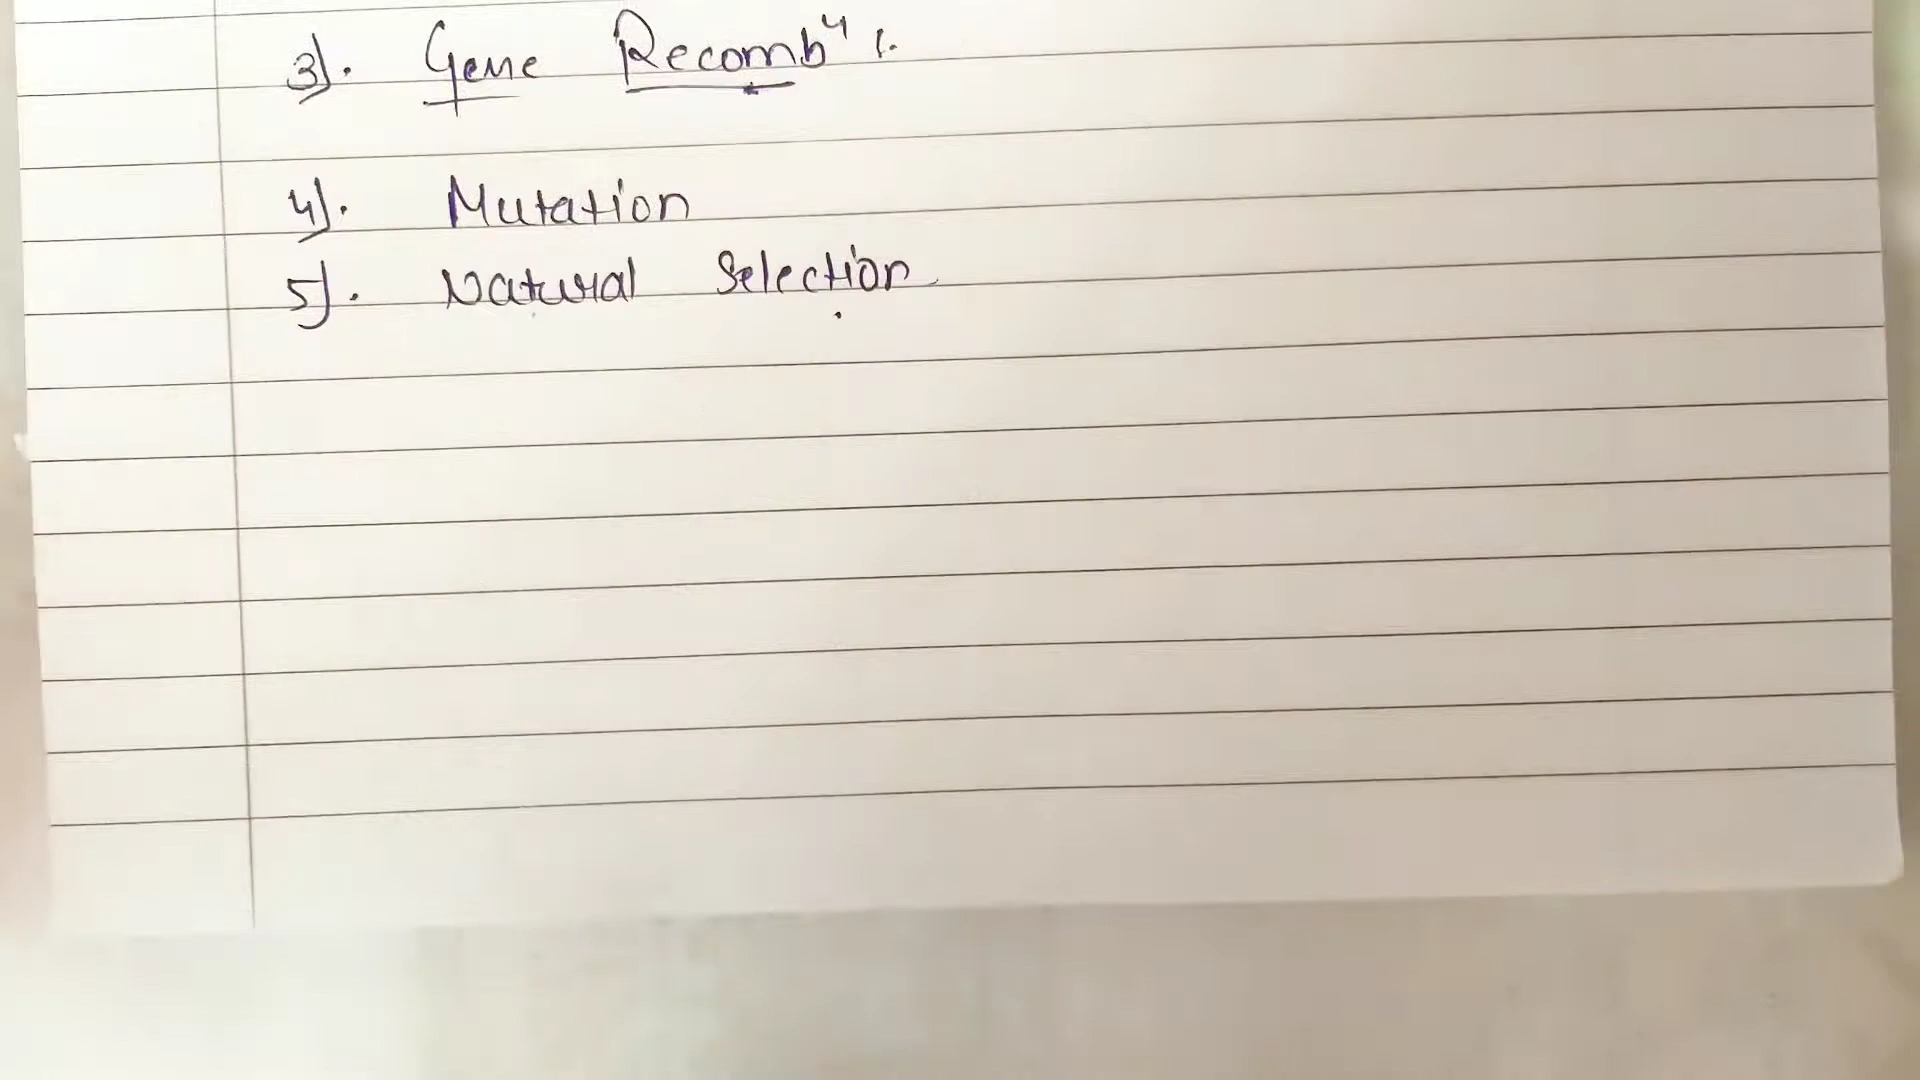 3). Gene Recombⁿ :.
4). Mutation
5). Natural Selection